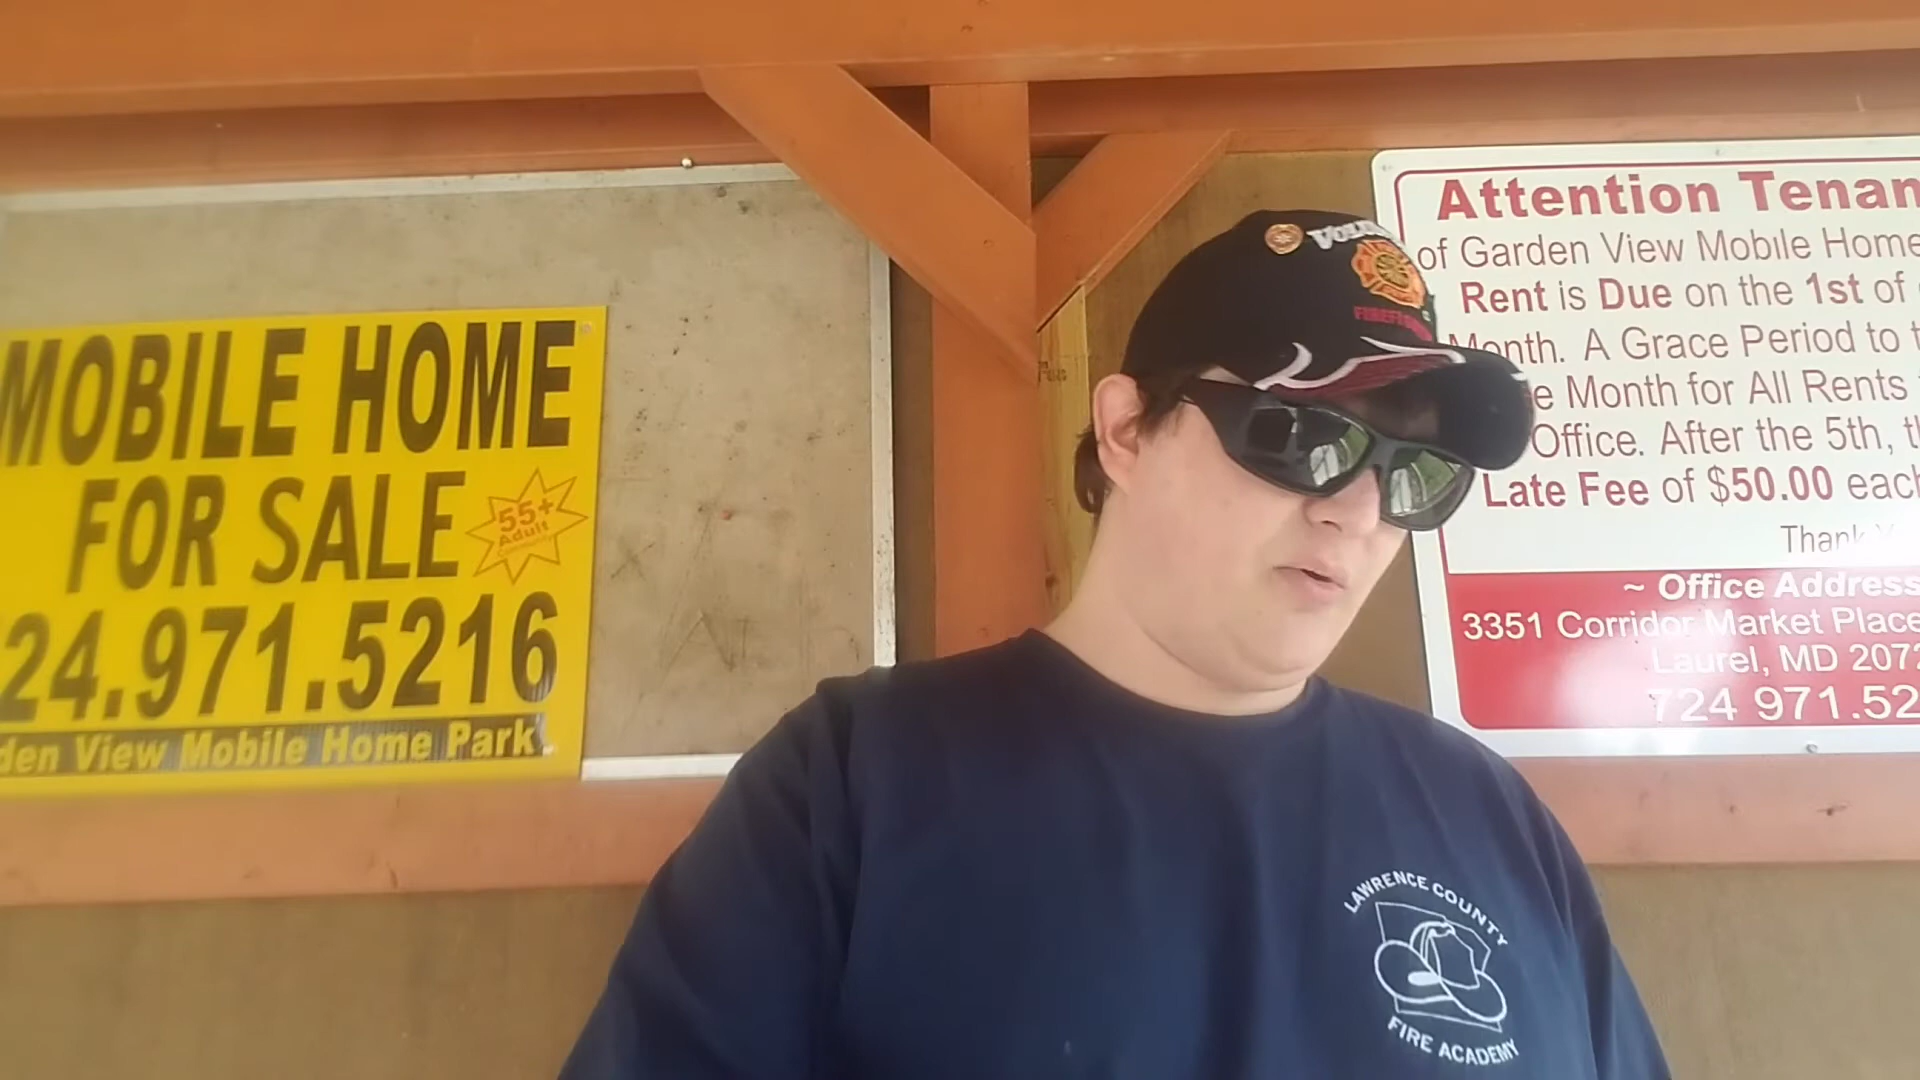 MOBILE HOME
FOR SALE
55+
Adult
Community
24.971.5216
den View Mobile Home Park
Attention Tenan
of Garden View Mobile Home
Rent is Due on the 1st of
Month. A Grace Period to
e Month for All Rents
Office. After the 5th, t
Late Fee of $50.00 each
Thank
~ Office Address
3351 Corridor Market Place
Laurel, MD 2072
724 971.52
LAWRENCE COUNTY
FIRE ACADEMY